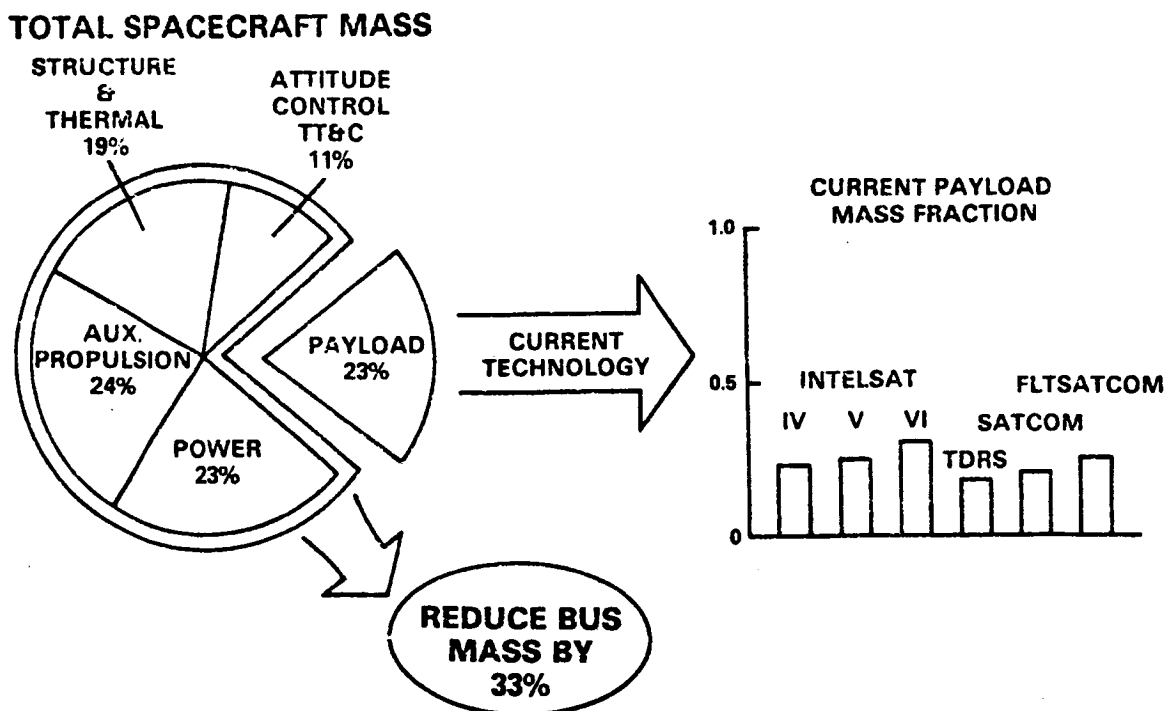 TOTAL SPACECRAFT MASS
STRUCTURE
&
THERMAL
19%
ATTITUDE
CONTROL
TT&C
11%
AUX.
PROPULSION
24%
POWER
23%
PAYLOAD
23%
CURRENT
TECHNOLOGY
REDUCE BUS
MASS BY
33%
CURRENT PAYLOAD
MASS FRACTION
1.0
0.5
0
INTELSAT
IV V VI
TDRS
SATCOM
FLTSATCOM